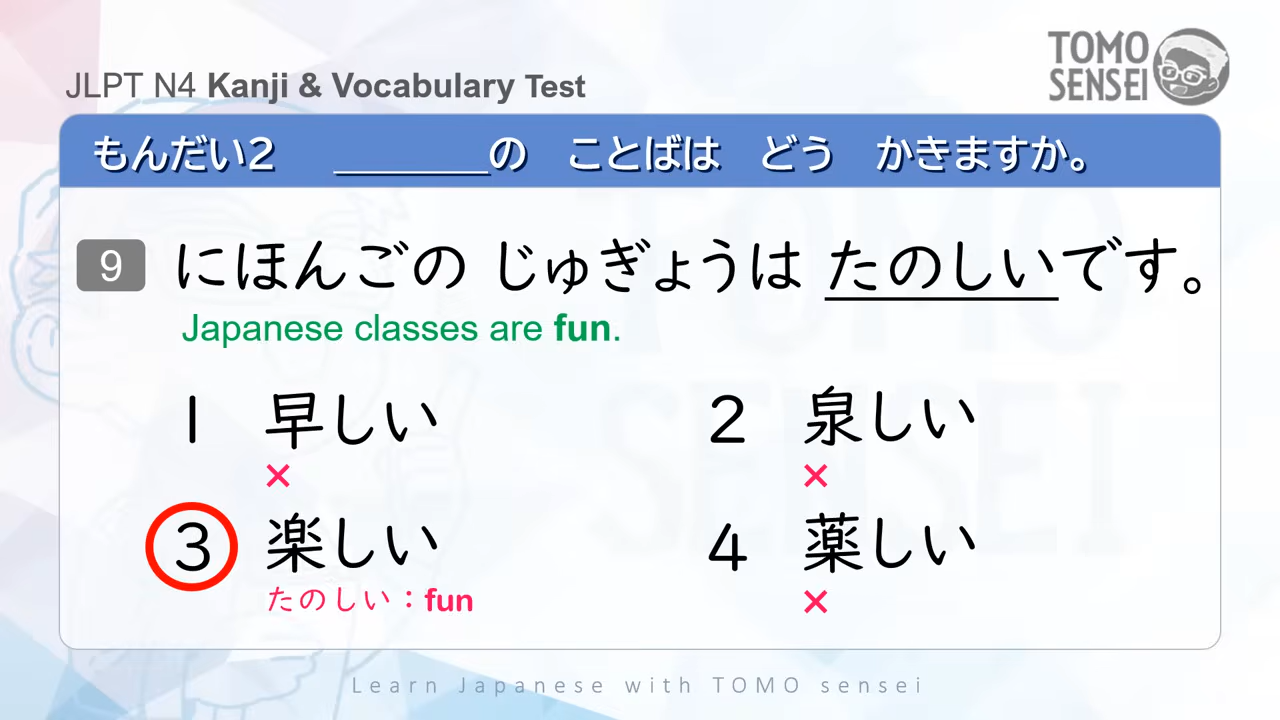 TOMO
SENSEI
JLPT N4 Kanji & Vocabulary Test
もんだい2 ＿＿＿＿の ことばは どう かきますか。
9 にほんごの じゅぎょうは たのしいです。
Japanese classes are fun.
1 早しい 2 泉しい
× ×
3 楽しい 4 薬しい
たのしい：fun ×
Learn Japanese with TOMO sensei